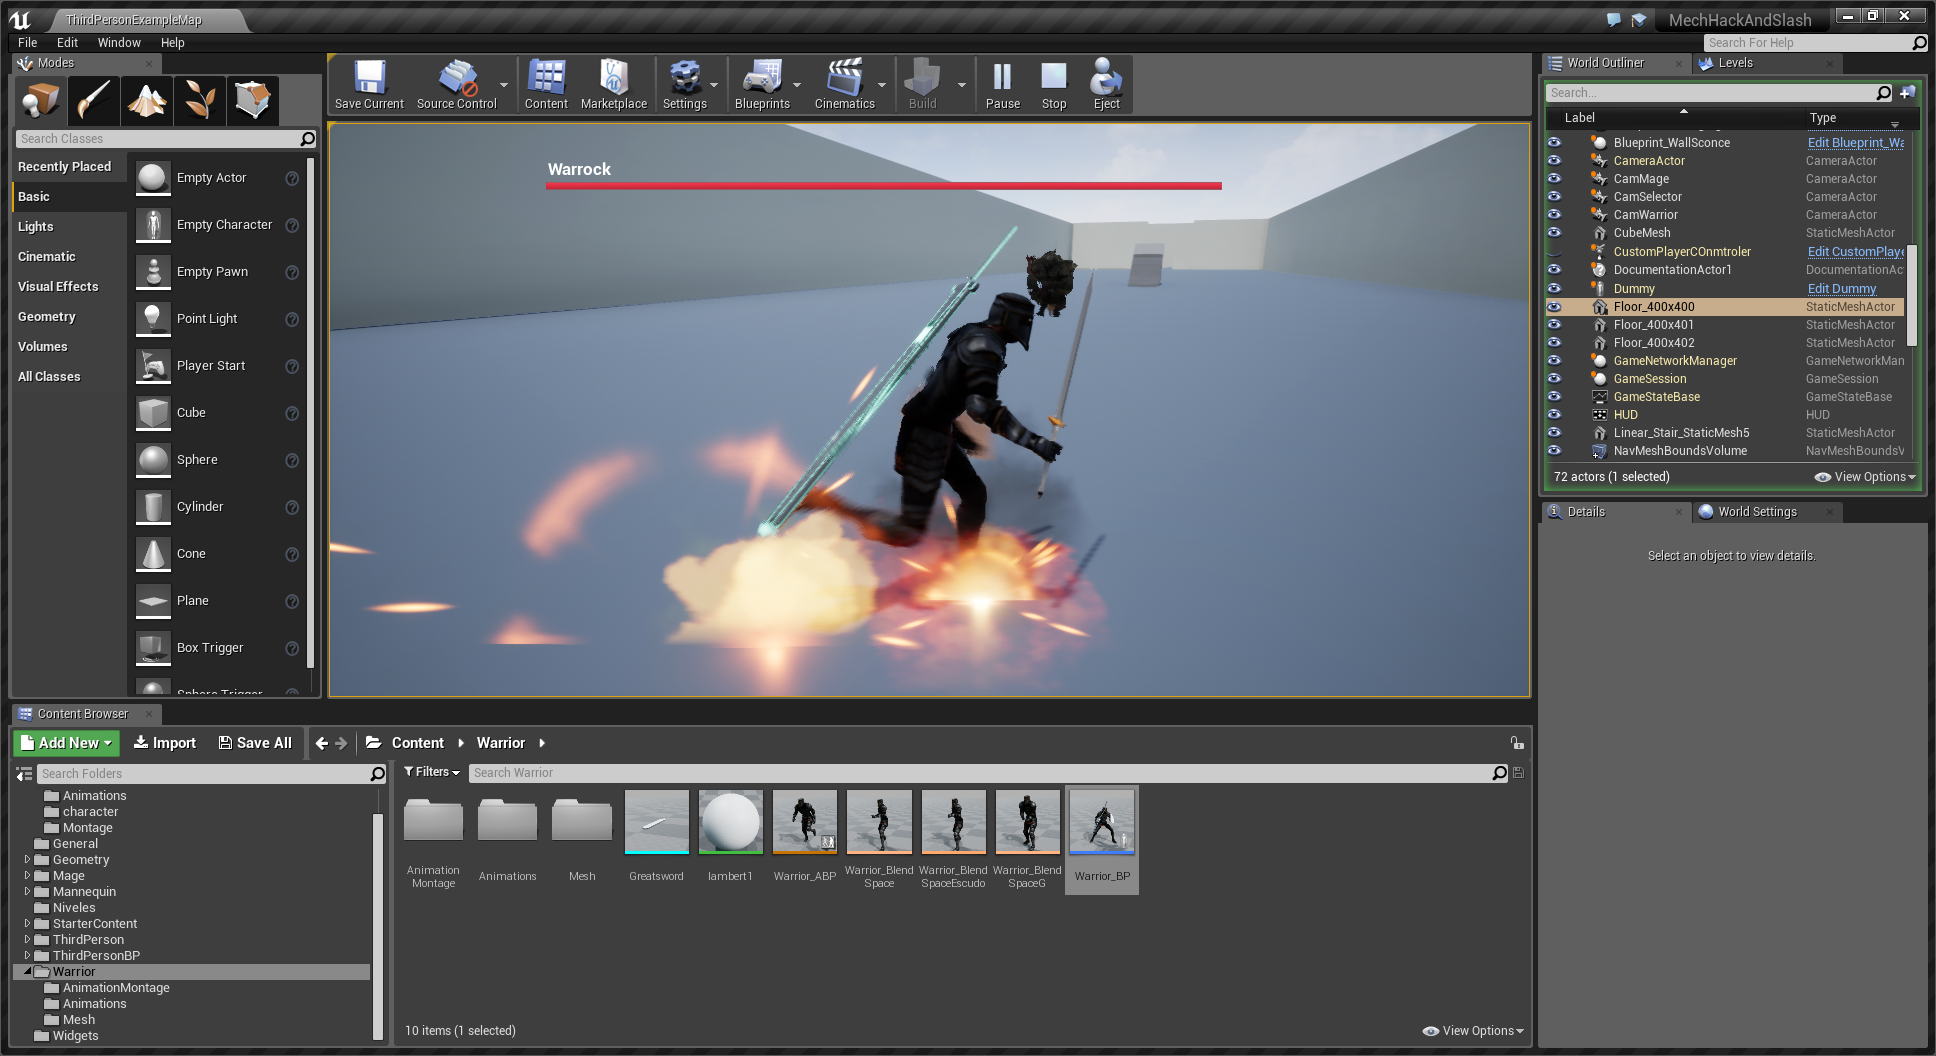 ThirdPersonExampleMap
MechHackAndSlash
File Edit Window Help
Search For Help
Modes
Search Classes
Recently Placed
Basic
Lights
Cinematic
Visual Effects
Geometry
Volumes
All Classes
Empty Actor
Empty Character
Empty Pawn
Point Light
Player Start
Cube
Sphere
Cylinder
Cone
Plane
Box Trigger
Sphere Trigger
Save Current Source Control Content Marketplace Settings Blueprints Cinematics Build Pause Stop Eject
Warrock
World Outliner Levels
Search...
Label Type
Blueprint_WallSconce Edit Blueprint_Wa
CameraActor CameraActor
CamMage CameraActor
CamSelector CameraActor
CamWarrior CameraActor
CubeMesh StaticMeshActor
CustomPlayerCOnmtroler Edit CustomPlaye
DocumentationActor1 DocumentationAc
Dummy Edit Dummy
Floor_400x400 StaticMeshActor
Floor_400x401 StaticMeshActor
Floor_400x402 StaticMeshActor
GameNetworkManager GameNetworkMan
GameSession GameSession
GameStateBase GameStateBase
HUD HUD
Linear_Stair_StaticMesh5 StaticMeshActor
NavMeshBoundsVolume NavMeshBoundsV
72 actors (1 selected) View Options
Details World Settings
Select an object to view details.
Content Browser
Add New Import Save All Content Warrior
Search Folders
Animations
character
Montage
General
Geometry
Mage
Mannequin
Niveles
StarterContent
ThirdPerson
ThirdPersonBP
Warrior
AnimationMontage
Animations
Mesh
Widgets
Filters Search Warrior
Animation Animations Mesh Greatsword lambert1 Warrior_ABP Warrior_Blend Warrior_Blend Warrior_Blend Warrior_BP
Montage Space SpaceEscudo SpaceG
10 items (1 selected) View Options